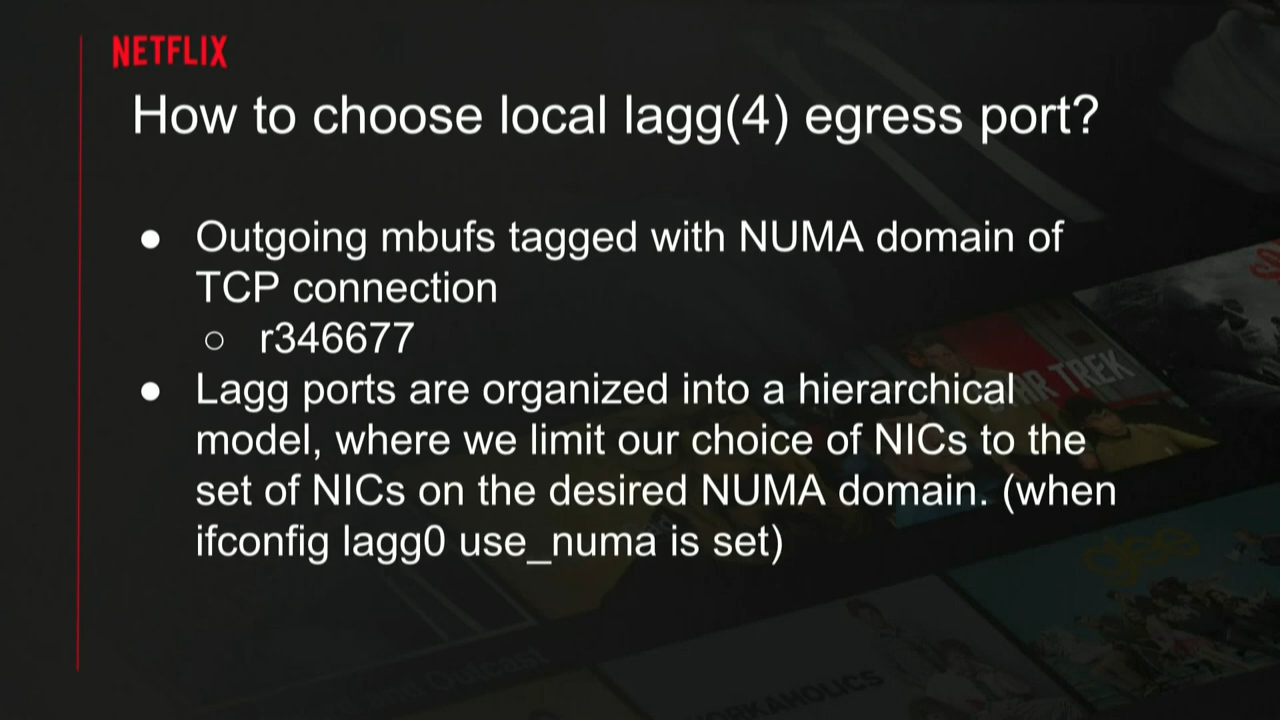 NETFLIX
How to choose local lagg(4) egress port?
● Outgoing mbufs tagged with NUMA domain of
TCP connection
○ r346677
● Lagg ports are organized into a hierarchical
model, where we limit our choice of NICs to the
set of NICs on the desired NUMA domain. (when
ifconfig lagg0 use_numa is set)
TREK